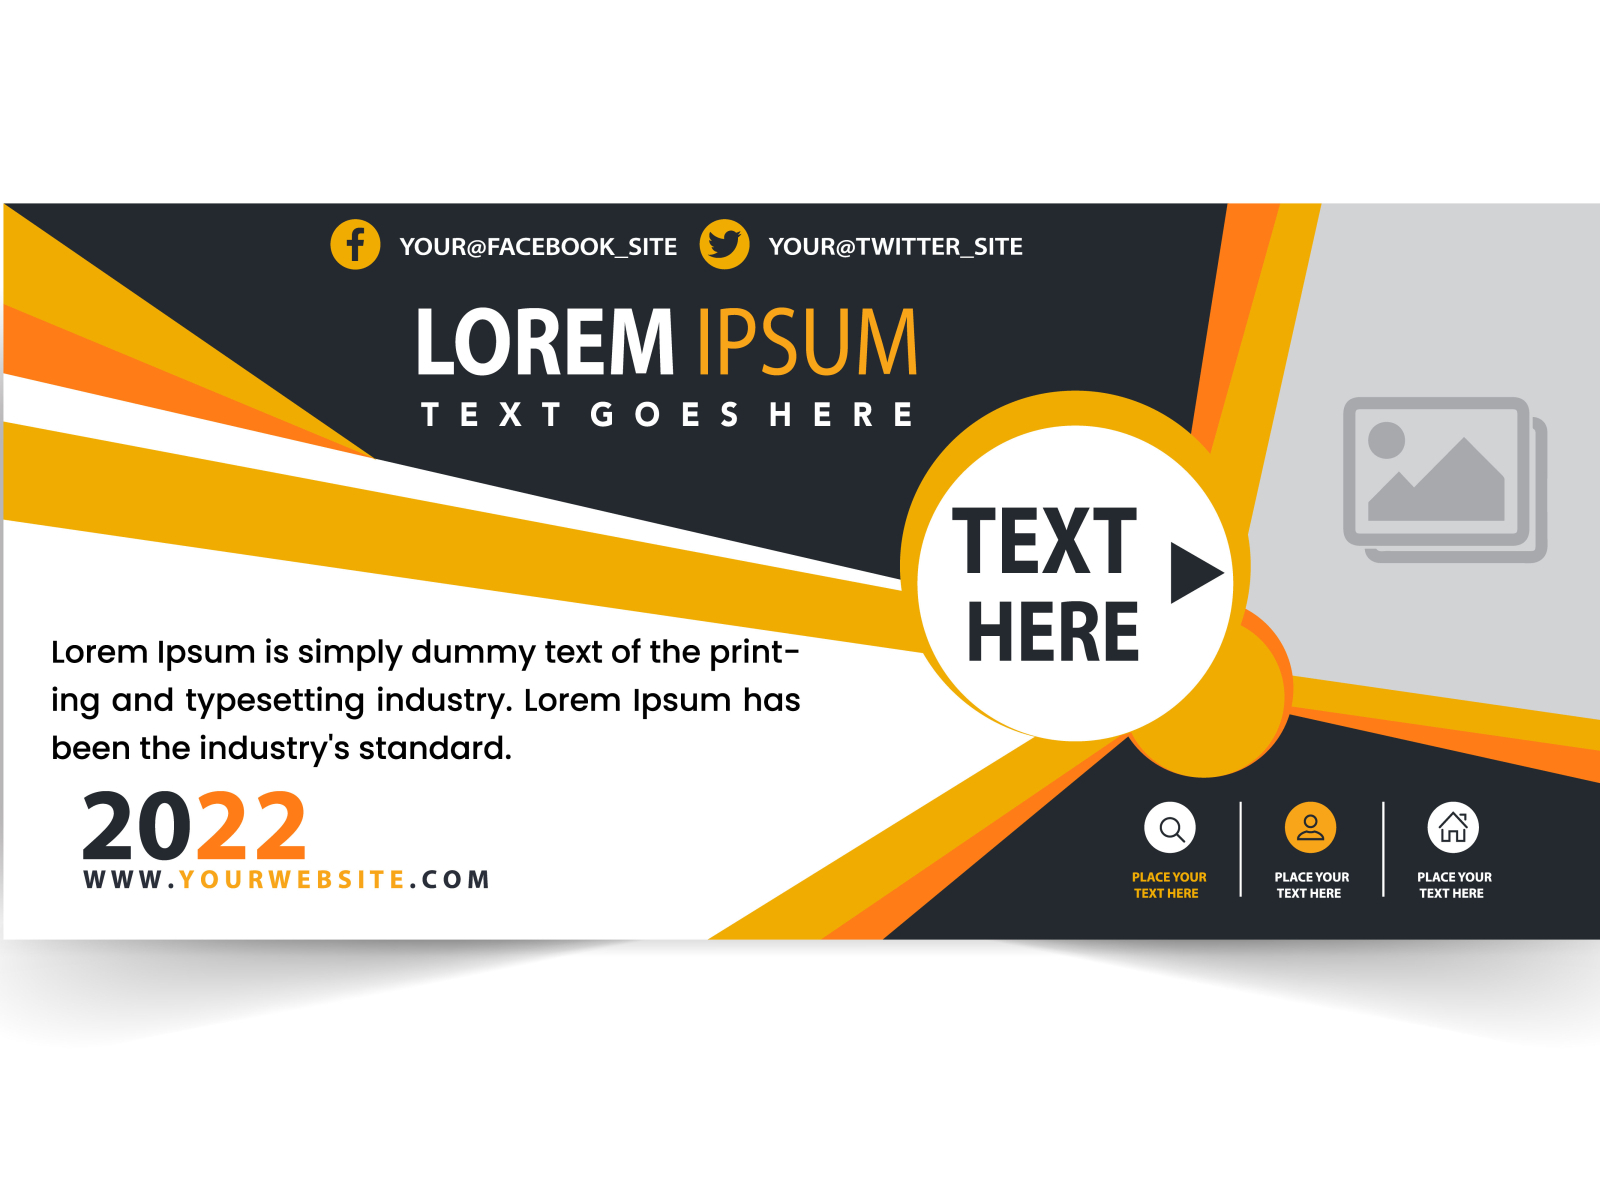 YOUR@FACEBOOK_SITE YOUR@TWITTER_SITE
LOREM IPSUM
TEXT GOES HERE
TEXT
HERE
Lorem Ipsum is simply dummy text of the print-
ing and typesetting industry. Lorem Ipsum has
been the industry's standard.
2022
WWW.YOURWEBSITE.COM
PLACE YOUR
TEXT HERE
PLACE YOUR
TEXT HERE
PLACE YOUR
TEXT HERE